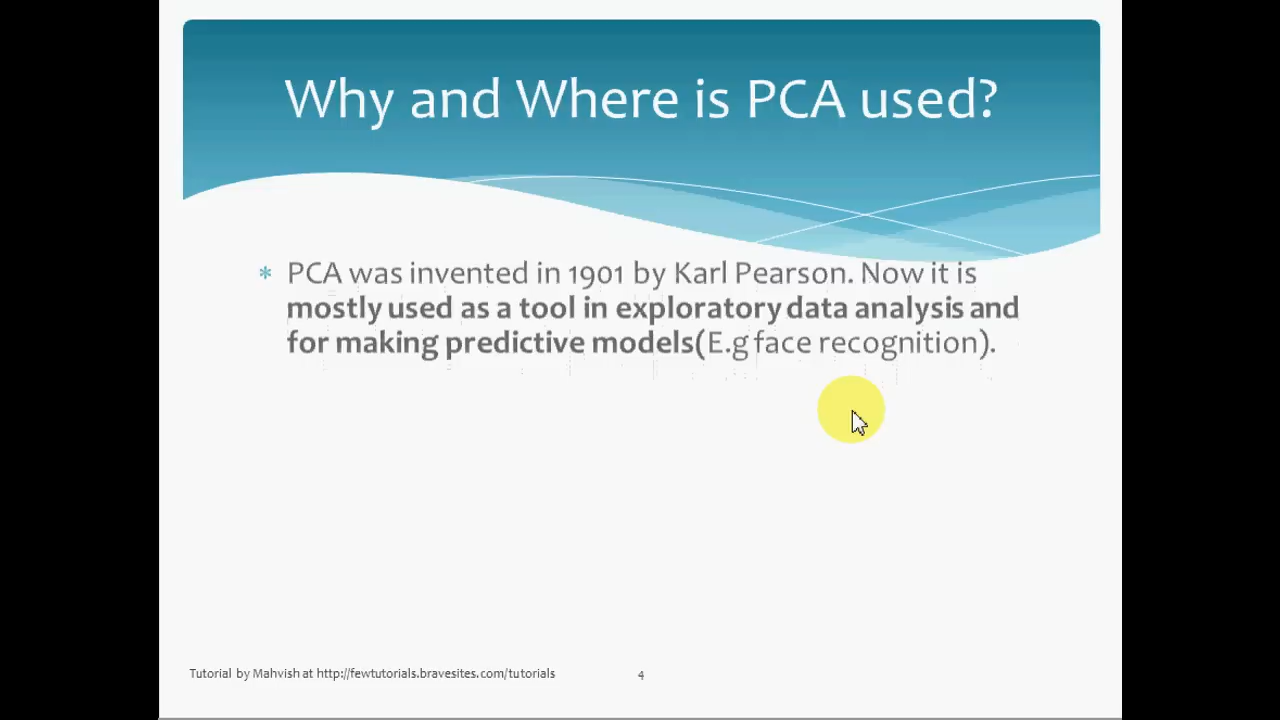 Why and Where is PCA used?
* PCA was invented in 1901 by Karl Pearson. Now it is
mostly used as a tool in exploratory data analysis and
for making predictive models(E.g face recognition).
Tutorial by Mahvish at http://fewtutorials.bravesites.com/tutorials
4